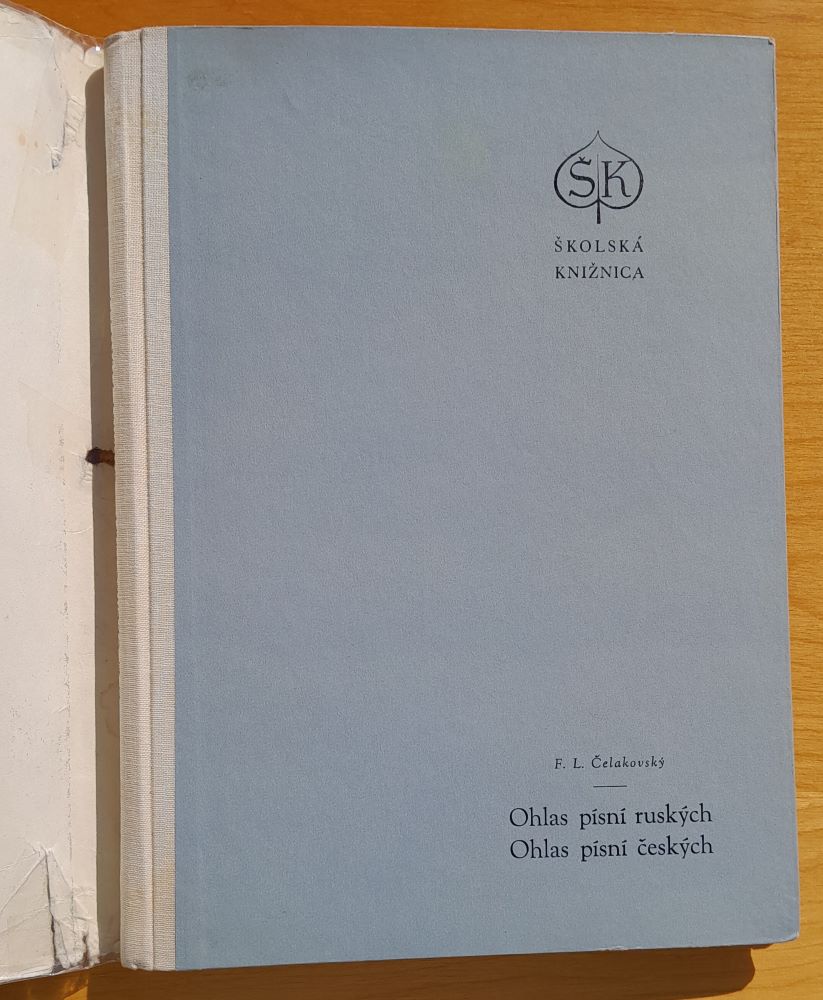 ŠK
ŠKOLSKÁ
KNIŽNICA
F. L. Čelakovský
Ohlas písní ruských
Ohlas písní českých